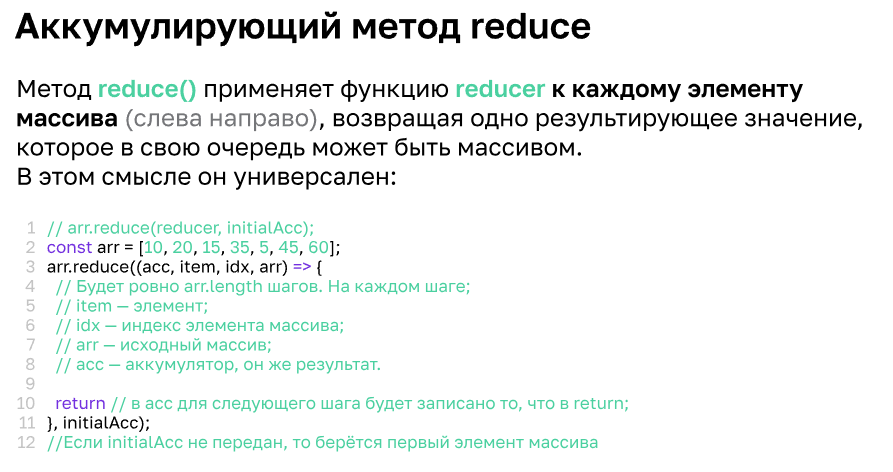 Аккумулирующий метод reduce
Метод reduce() применяет функцию reducer к каждому элементу
массива (слева направо), возвращая одно результирующее значение,
которое в свою очередь может быть массивом.
В этом смысле он универсален:
1 // arr.reduce(reducer, initialAcc);
2 const arr = [10, 20, 15, 35, 5, 45, 60];
3 arr.reduce((acc, item, idx, arr) => {
4 // Будет ровно arr.length шагов. На каждом шаге;
5 // item — элемент;
6 // idx — индекс элемента массива;
7 // arr — исходный массив;
8 // acc — аккумулятор, он же результат.
9
10 return // в acc для следующего шага будет записано то, что в return;
11 }, initialAcc);
12 //Если initialAcc не передан, то берётся первый элемент массива